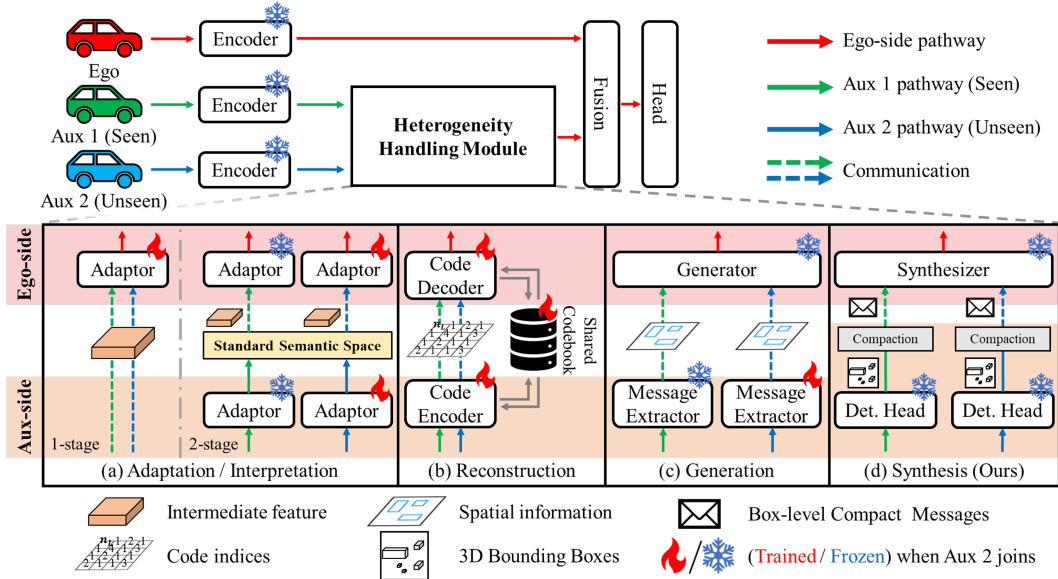 Ego
Encoder
Aux 1 (Seen)
Encoder
Aux 2 (Unseen)
Encoder
Heterogeneity
Handling Module
Fusion
Head
Ego-side pathway
Aux 1 pathway (Seen)
Aux 2 pathway (Unseen)
Communication
Ego-side
Aux-side
Adaptor
1-stage
Adaptor
Adaptor
Standard Semantic Space
Adaptor
Adaptor
2-stage
(a) Adaptation / Interpretation
Code
Decoder
Shared
Codebook
Code
Encoder
(b) Reconstruction
Generator
Message
Extractor
Message
Extractor
(c) Generation
Synthesizer
Compaction
Compaction
Det. Head
Det. Head
(d) Synthesis (Ours)
Intermediate feature
Code indices
Spatial information
3D Bounding Boxes
Box-level Compact Messages
/
(Trained / Frozen) when Aux 2 joins